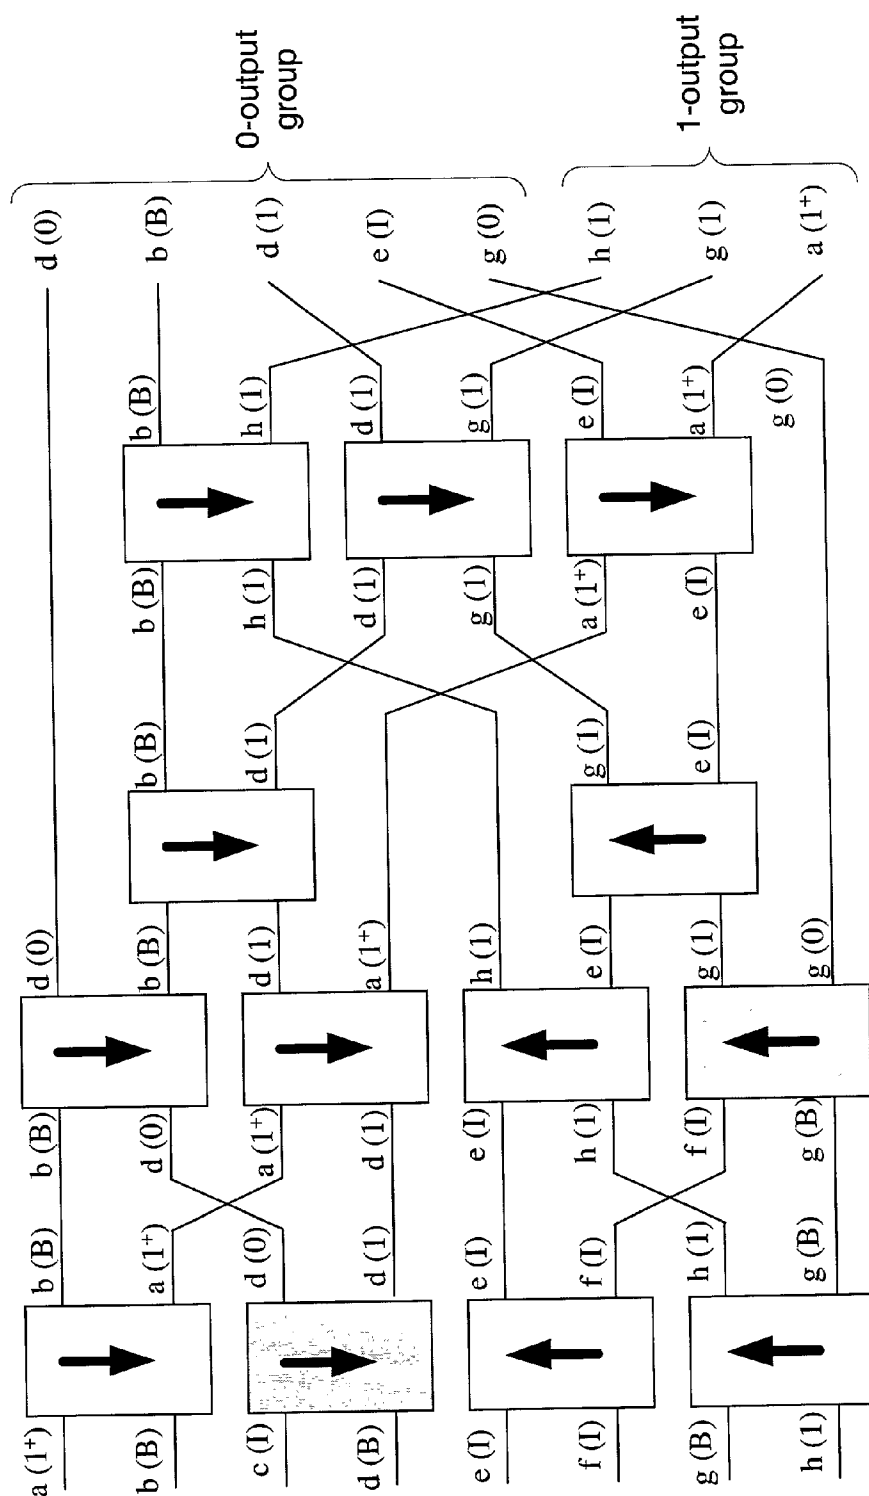 a (1⁺)
b (B)
c (I)
d (B)
e (I)
f (I)
g (B)
h (1)
b (B)
a (1⁺)
d (0)
d (1)
e (I)
f (I)
h (1)
g (B)
b (B)
d (0)
a (1⁺)
d (1)
e (I)
h (1)
f (I)
g (B)
d (0)
b (B)
d (1)
a (1⁺)
h (1)
e (I)
g (1)
g (0)
b (B)
d (1)
g (1)
e (I)
b (B)
h (1)
d (1)
g (1)
a (1⁺)
e (I)
b (B)
h (1)
d (1)
g (1)
e (I)
a (1⁺)
g (0)
d (0)
b (B)
d (1)
e (I)
g (0)
h (1)
g (1)
a (1⁺)
0-output
group
1-output
group